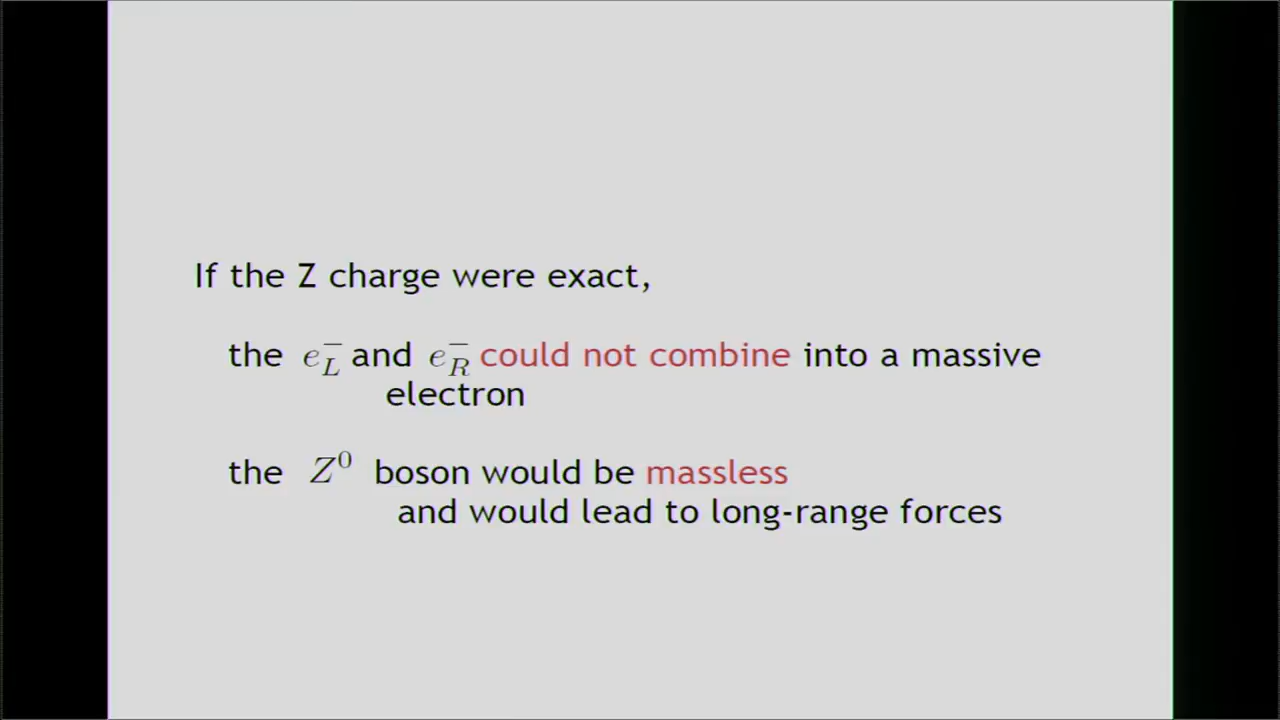 If the Z charge were exact,
the $e_L^-$ and $e_R^-$ could not combine into a massive
electron
the $Z^0$ boson would be massless
and would lead to long-range forces